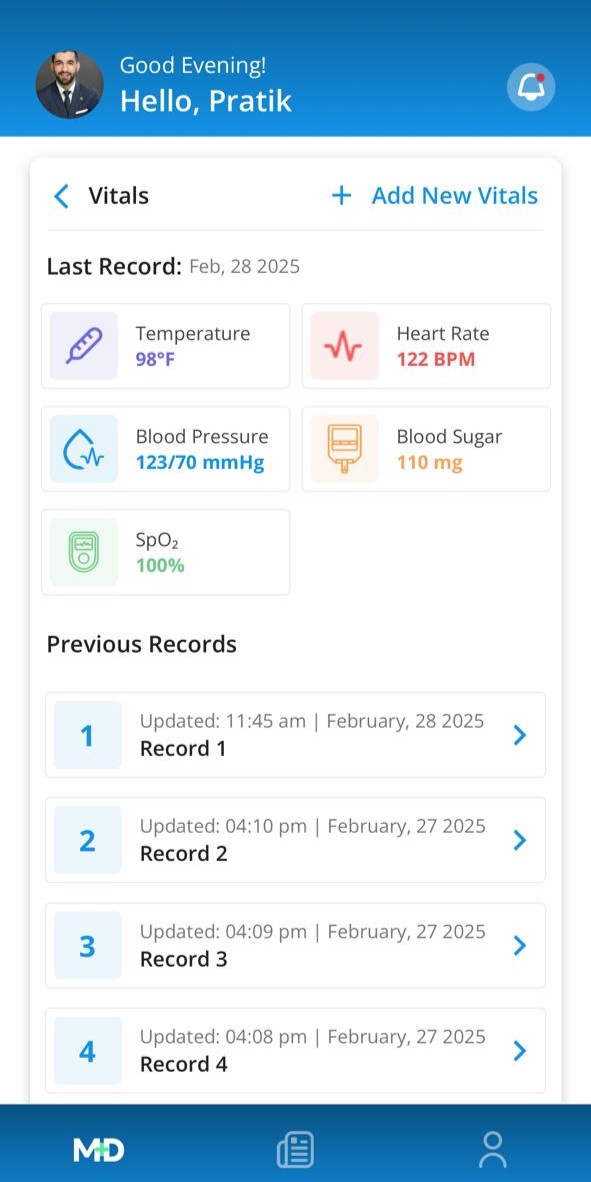 Good Evening!
Hello, Pratik
Vitals
+ Add New Vitals
Last Record: Feb, 28 2025
Temperature
98°F
Heart Rate
122 BPM
Blood Pressure
123/70 mmHg
Blood Sugar
110 mg
SpO₂
100%
Previous Records
1
Updated: 11:45 am | February, 28 2025
Record 1
2
Updated: 04:10 pm | February, 27 2025
Record 2
3
Updated: 04:09 pm | February, 27 2025
Record 3
4
Updated: 04:08 pm | February, 27 2025
Record 4
M+D